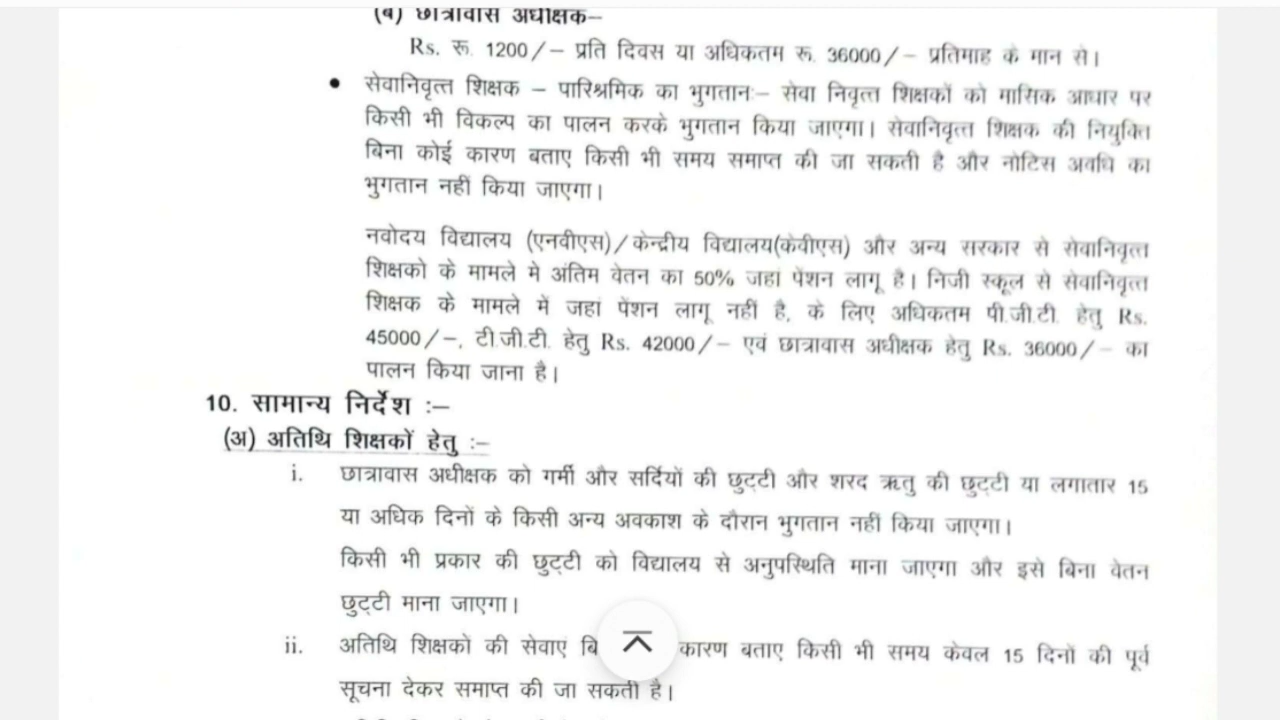 (ब) छात्रावास अधीक्षक–
Rs. रू. 1200/– प्रति दिवस या अधिकतम रू. 36000/– प्रतिमाह के मान से।
• सेवानिवृत्त शिक्षक – पारिश्रमिक का भुगतानः– सेवा निवृत्त शिक्षकों को मासिक आधार पर
किसी भी विकल्प का पालन करके भुगतान किया जाएगा। सेवानिवृत्त शिक्षक की नियुक्ति
बिना कोई कारण बताए किसी भी समय समाप्त की जा सकती है और नोटिस अवधि का
भुगतान नहीं किया जाएगा।
नवोदय विद्यालय (एनवीएस)/केन्द्रीय विद्यालय(केवीएस) और अन्य सरकार से सेवानिवृत्त
शिक्षको के मामले मे अंतिम वेतन का 50% जहां पेंशन लागू है। निजी स्कूल से सेवानिवृत्त
शिक्षक के मामले में जहां पेंशन लागू नहीं है, के लिए अधिकतम पी.जी.टी. हेतु Rs.
45000/–, टी.जी.टी. हेतु Rs. 42000/– एवं छात्रावास अधीक्षक हेतु Rs. 36000/– का
पालन किया जाना है।
10. सामान्य निर्देश :–
(अ) अतिथि शिक्षकों हेतु :–
i. छात्रावास अधीक्षक को गर्मी और सर्दियों की छुट्टी और शरद ऋतु की छुट्टी या लगातार 15
या अधिक दिनों के किसी अन्य अवकाश के दौरान भुगतान नहीं किया जाएगा।
किसी भी प्रकार की छुट्टी को विद्यालय से अनुपस्थिति माना जाएगा और इसे बिना वेतन
छुट्टी माना जाएगा।
ii. अतिथि शिक्षको की सेवाए बि कारण बताए किसी भी समय केवल 15 दिनों की पूर्व
सूचना देकर समाप्त की जा सकती है।